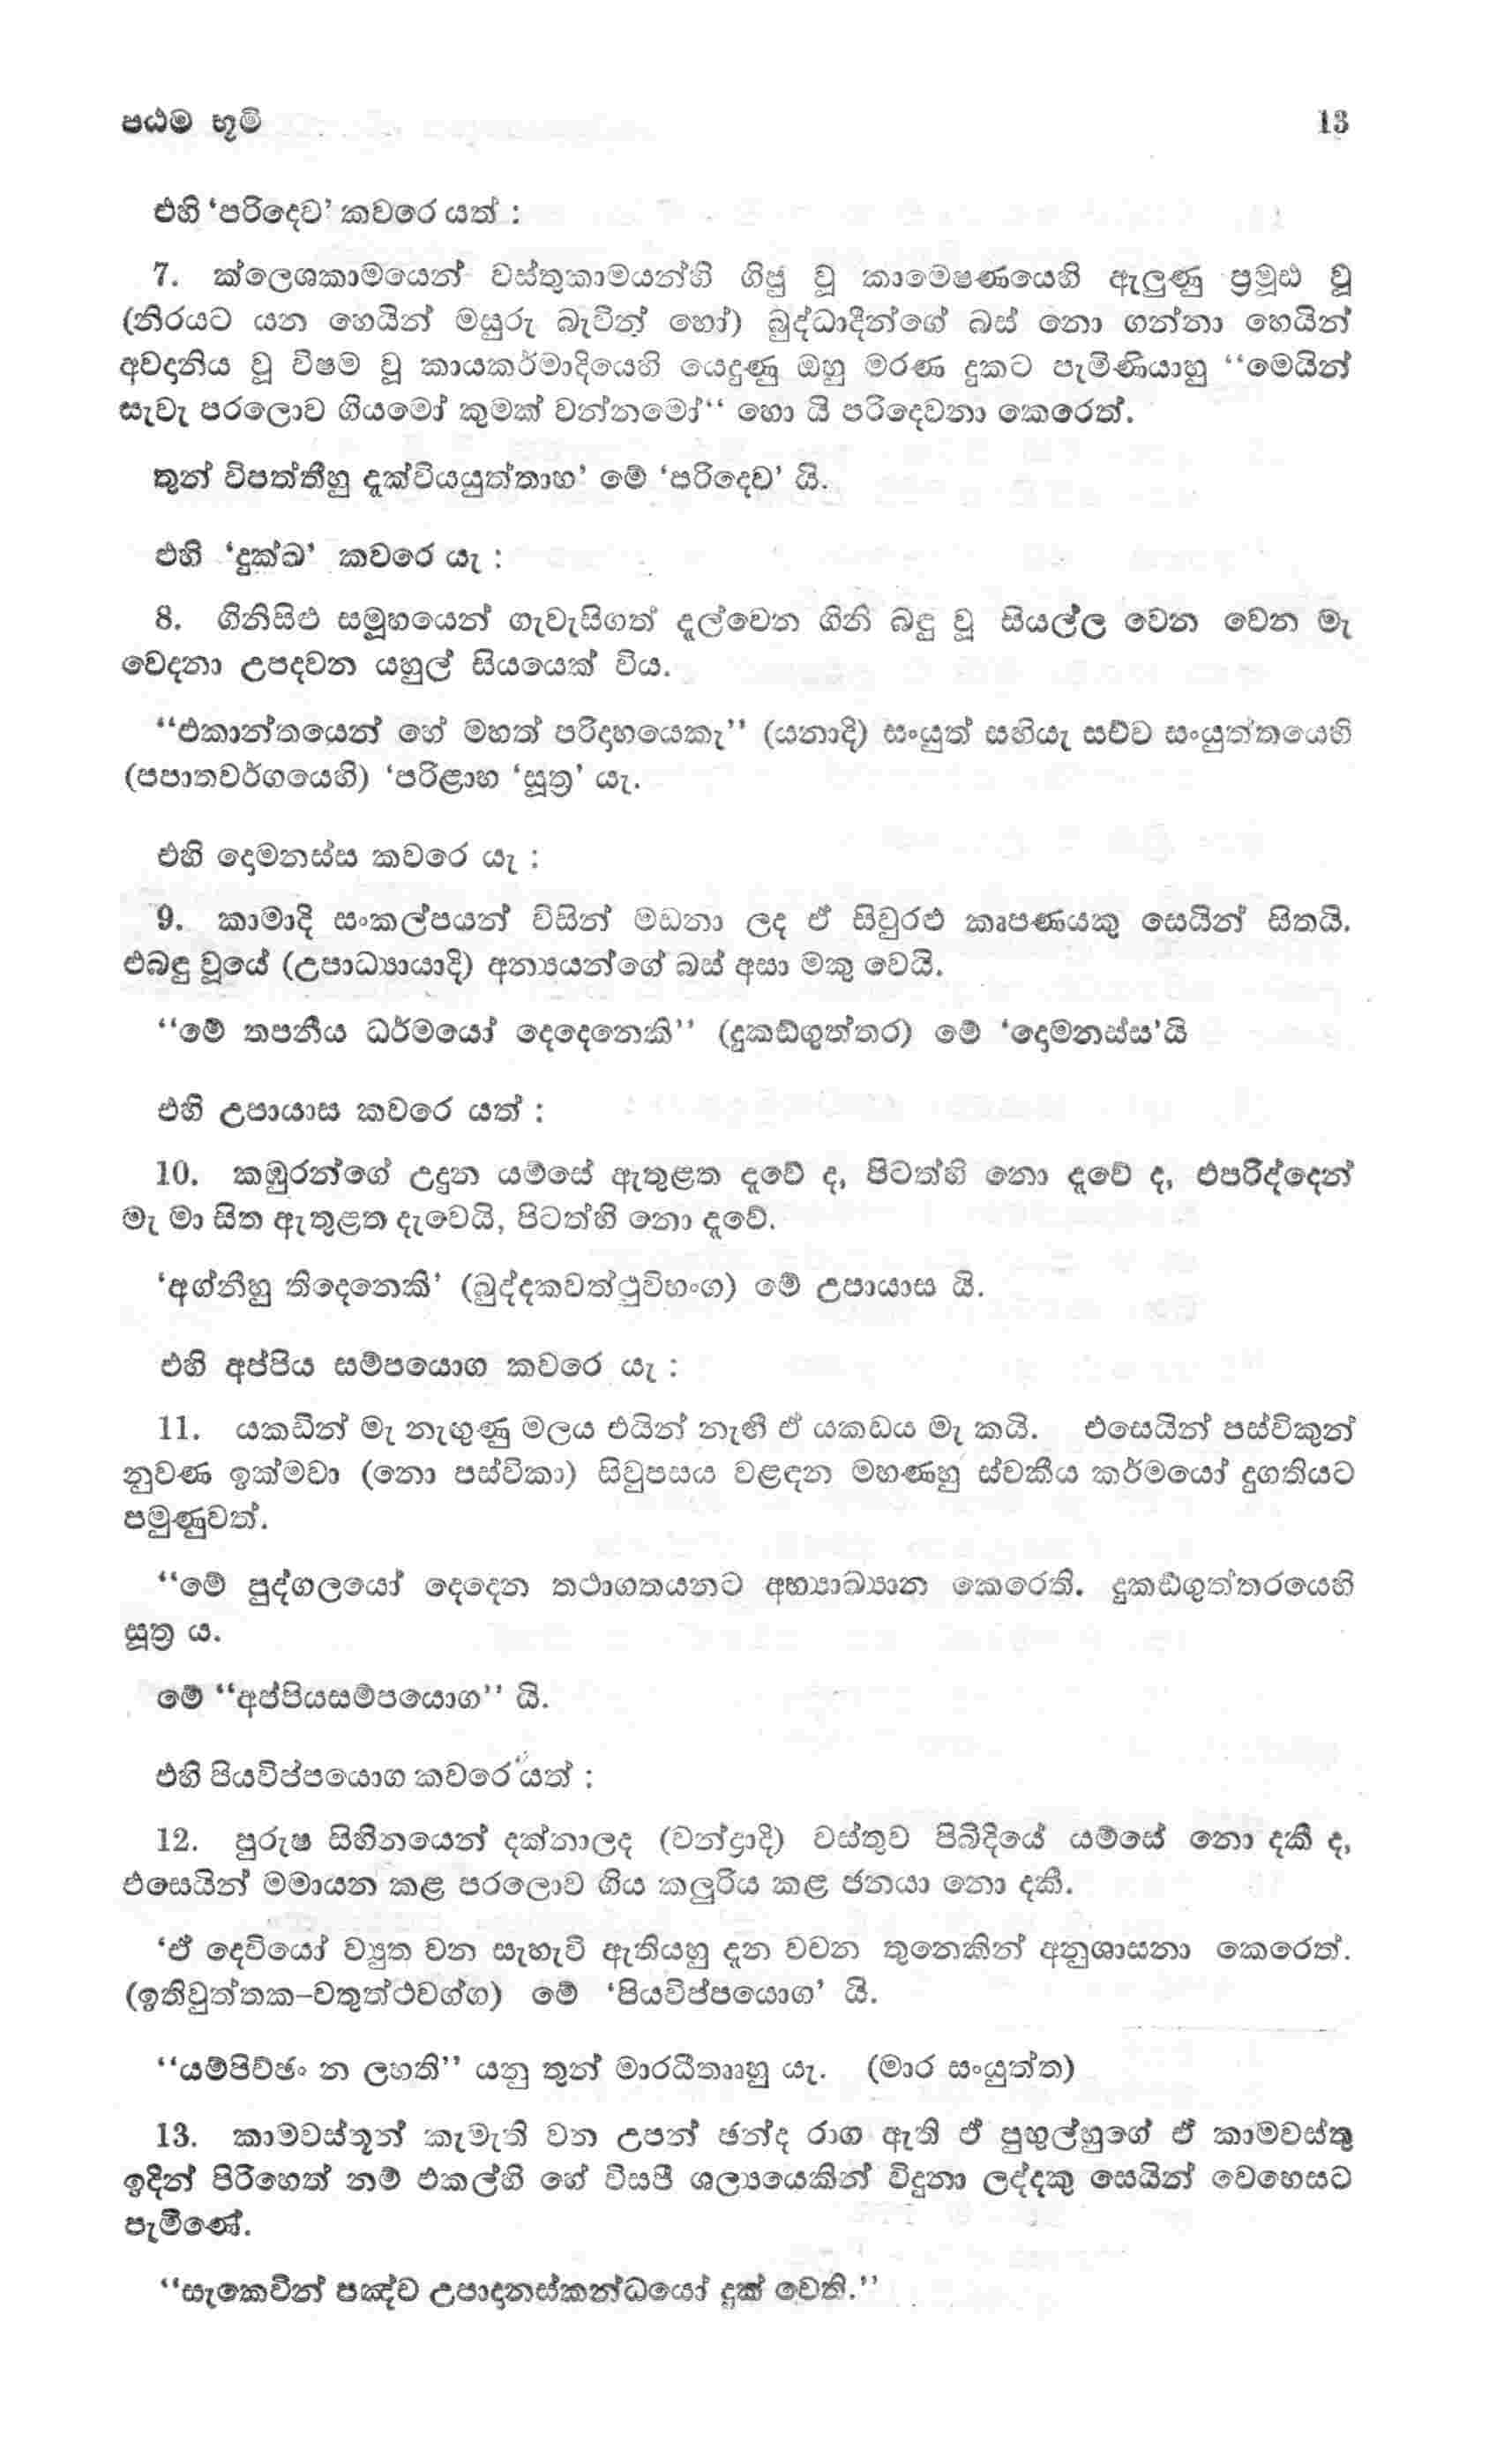 පඨම භූමි 13
එහි ‘පරිදෙව’ කවරෙ යත් :
7. ක්ලෙශකාමයෙන් වස්තුකාමයන්හි ගිජු වූ කාමෙෂණයෙහි ඇලුණු ප්‍රමූඪ වූ
(නිරයට යන හෙයින් මසුරු බැවින් හෝ) බුද්ධාදීන්ගේ බස් නො ගන්නා හෙයින්
අවදානිය වූ විෂම වූ කායකර්මාදියෙහි යෙදුණු ඔහු මරණ දුකට පැමිණියාහු ‘‘මෙයින්
සැවැ පරලොව ගියමෝ කුමක් වන්නමෝ‘‘ හො යි පරිදෙවනා කෙරෙත්.
තුන් විපත්තීහු දැක්වියයුත්තාහ’ මේ ‘පරිදෙව’ යි.
එහි ‘දුක්ඛ’ කවරෙ යැ :
8. ගිනිසිළු සමූහයෙන් ගැවැසිගත් දැල්වෙන ගිනි බඳු වූ සියල්ල වෙන වෙන මැ
වෙදනා උපදවන යහුල් සියයෙක් විය.
‘‘එකාන්තයෙන් හේ මහත් පරිදාහයෙකැ’’ (යනාදි) සංයුත් සඟියැ සච්ච සංයුත්තයෙහි
(පපාතවර්ගයෙහි) ‘පරිළාහ ‘සූත්‍ර’ යැ.
එහි දොමනස්ස කවරෙ යැ :
9. කාමාදි සංකල්පයන් විසින් මඩනා ලද ඒ සිවුරළු කෘපණයකු සෙයින් සිතයි.
එබඳු වූයේ (උපාධ්‍යායාදි) අන්‍යයන්ගේ බස් අසා මකු වෙයි.
‘‘මේ තපනීය ධර්මයෝ දෙදෙනෙකි’’ (දුකඞ්ගුත්තර) මේ ‘දොමනස්ස’යි
එහි උපායාස කවරෙ යත් :
10. කඹුරන්ගේ උදුන යම්සේ ඇතුළත දැවේ ද, පිටත්හි නො දැවේ ද, එපරිද්දෙන්
මැ මා සිත ඇතුළත දැවෙයි, පිටත්හි නො දැවේ.
‘අග්නීහු තිදෙනෙකි’ (ඛුද්දකවත්ථුවිභංග) මේ උපායාස යි.
එහි අප්පිය සම්පයොග කවරෙ යැ :
11. යකඩින් මැ නැඟුණු මලය එයින් නැඟී ඒ යකඩය මැ කයි. එසෙයින් පස්විකුන්
නුවණ ඉක්මවා (නො පස්විකා) සිවුපසය වළඳන මහණහු ස්වකීය කර්මයෝ දුගතියට
පමුණුවත්.
‘‘මේ පුද්ගලයෝ දෙදෙන තථාගතයනට අභ්‍යාඛ්‍යාන කෙරෙති. දුකඞ්ගුත්තරයෙහි
සූත්‍ර ය.
මේ ‘‘අප්පියසම්පයොග’’ යි.
එහි පියවිප්පයොග කවරෙ යත් :
12. පුරුෂ සිහිනයෙන් දක්නාලද (චන්ද්‍රාදි) වස්තුව පිබිදියේ යම්සේ නො දකී ද,
එසෙයින් මමායන කළ පරලොව ගිය කලුරිය කළ ජනයා නො දකී.
‘ඒ දෙවියෝ ව්‍යුත වන සැහැවි ඇතියහු දැන වචන තුනෙකින් අනුශාසනා කෙරෙත්.
(ඉතිවුත්තක–චතුත්ථවග්ග) මේ ‘පියවිප්පයොග’ යි.
‘‘යම්පිච්ඡං න ලභති’’ යනු තුන් මාරධීතෲහු යැ. (මාර සංයුත්ත)
13. කාමවස්තූන් කැමැති වන උපන් ඡන්ද රාග ඇති ඒ පුහුල්හුගේ ඒ කාමවස්තු
ඉදින් පිරිහෙත් නම් එකල්හි හේ විසපී ශල්‍යයෙකින් විදුනා ලද්දකු සෙයින් වෙහෙසට
පැමිණේ.
‘‘සැකෙවින් පඤ්ච උපාදානස්කන්ධයෝ දුක් වෙති.’’